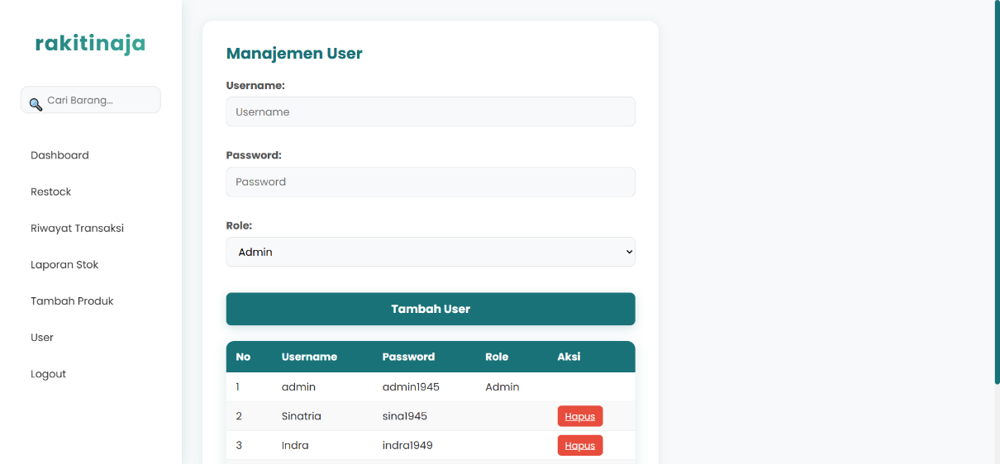 rakitinaja
Cari Barang...
Dashboard
Restock
Riwayat Transaksi
Laporan Stok
Tambah Produk
User
Logout
Manajemen User
Username:
Username
Password:
Password
Role:
Admin
Tambah User
No Username Password Role Aksi
1 admin admin1945 Admin
2 Sinatria sina1945 Hapus
3 Indra indra1949 Hapus